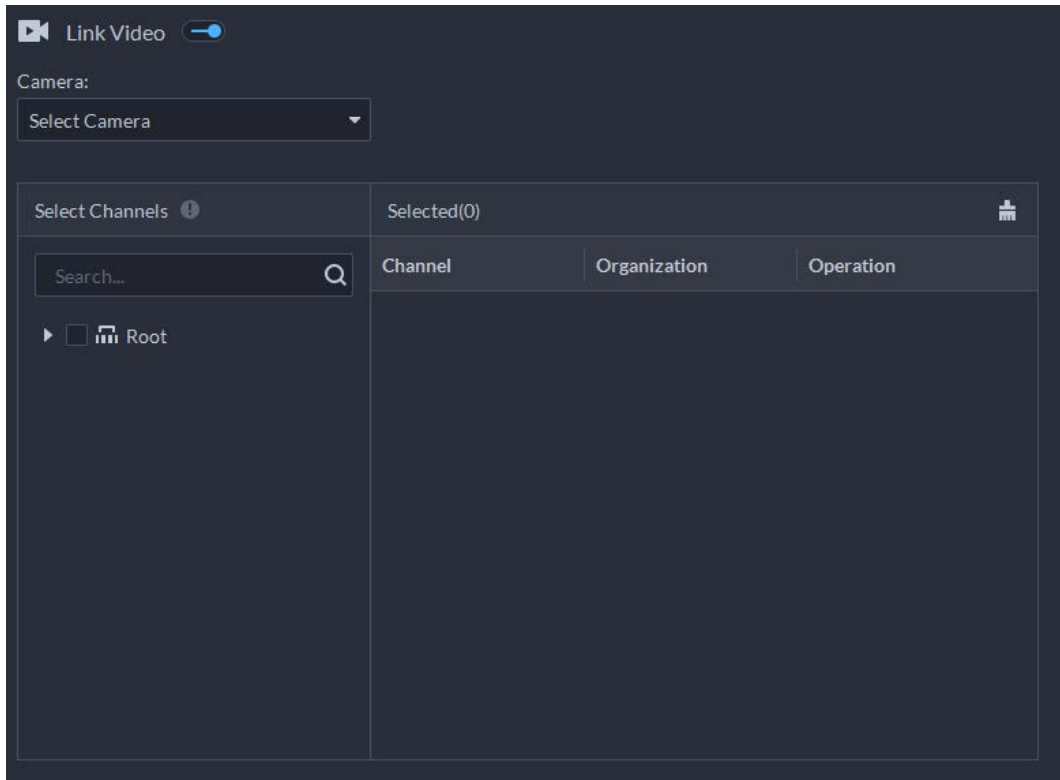 Link Video
Camera:
Select Camera
Select Channels
Selected(0)
Search...
Channel Organization Operation
Root